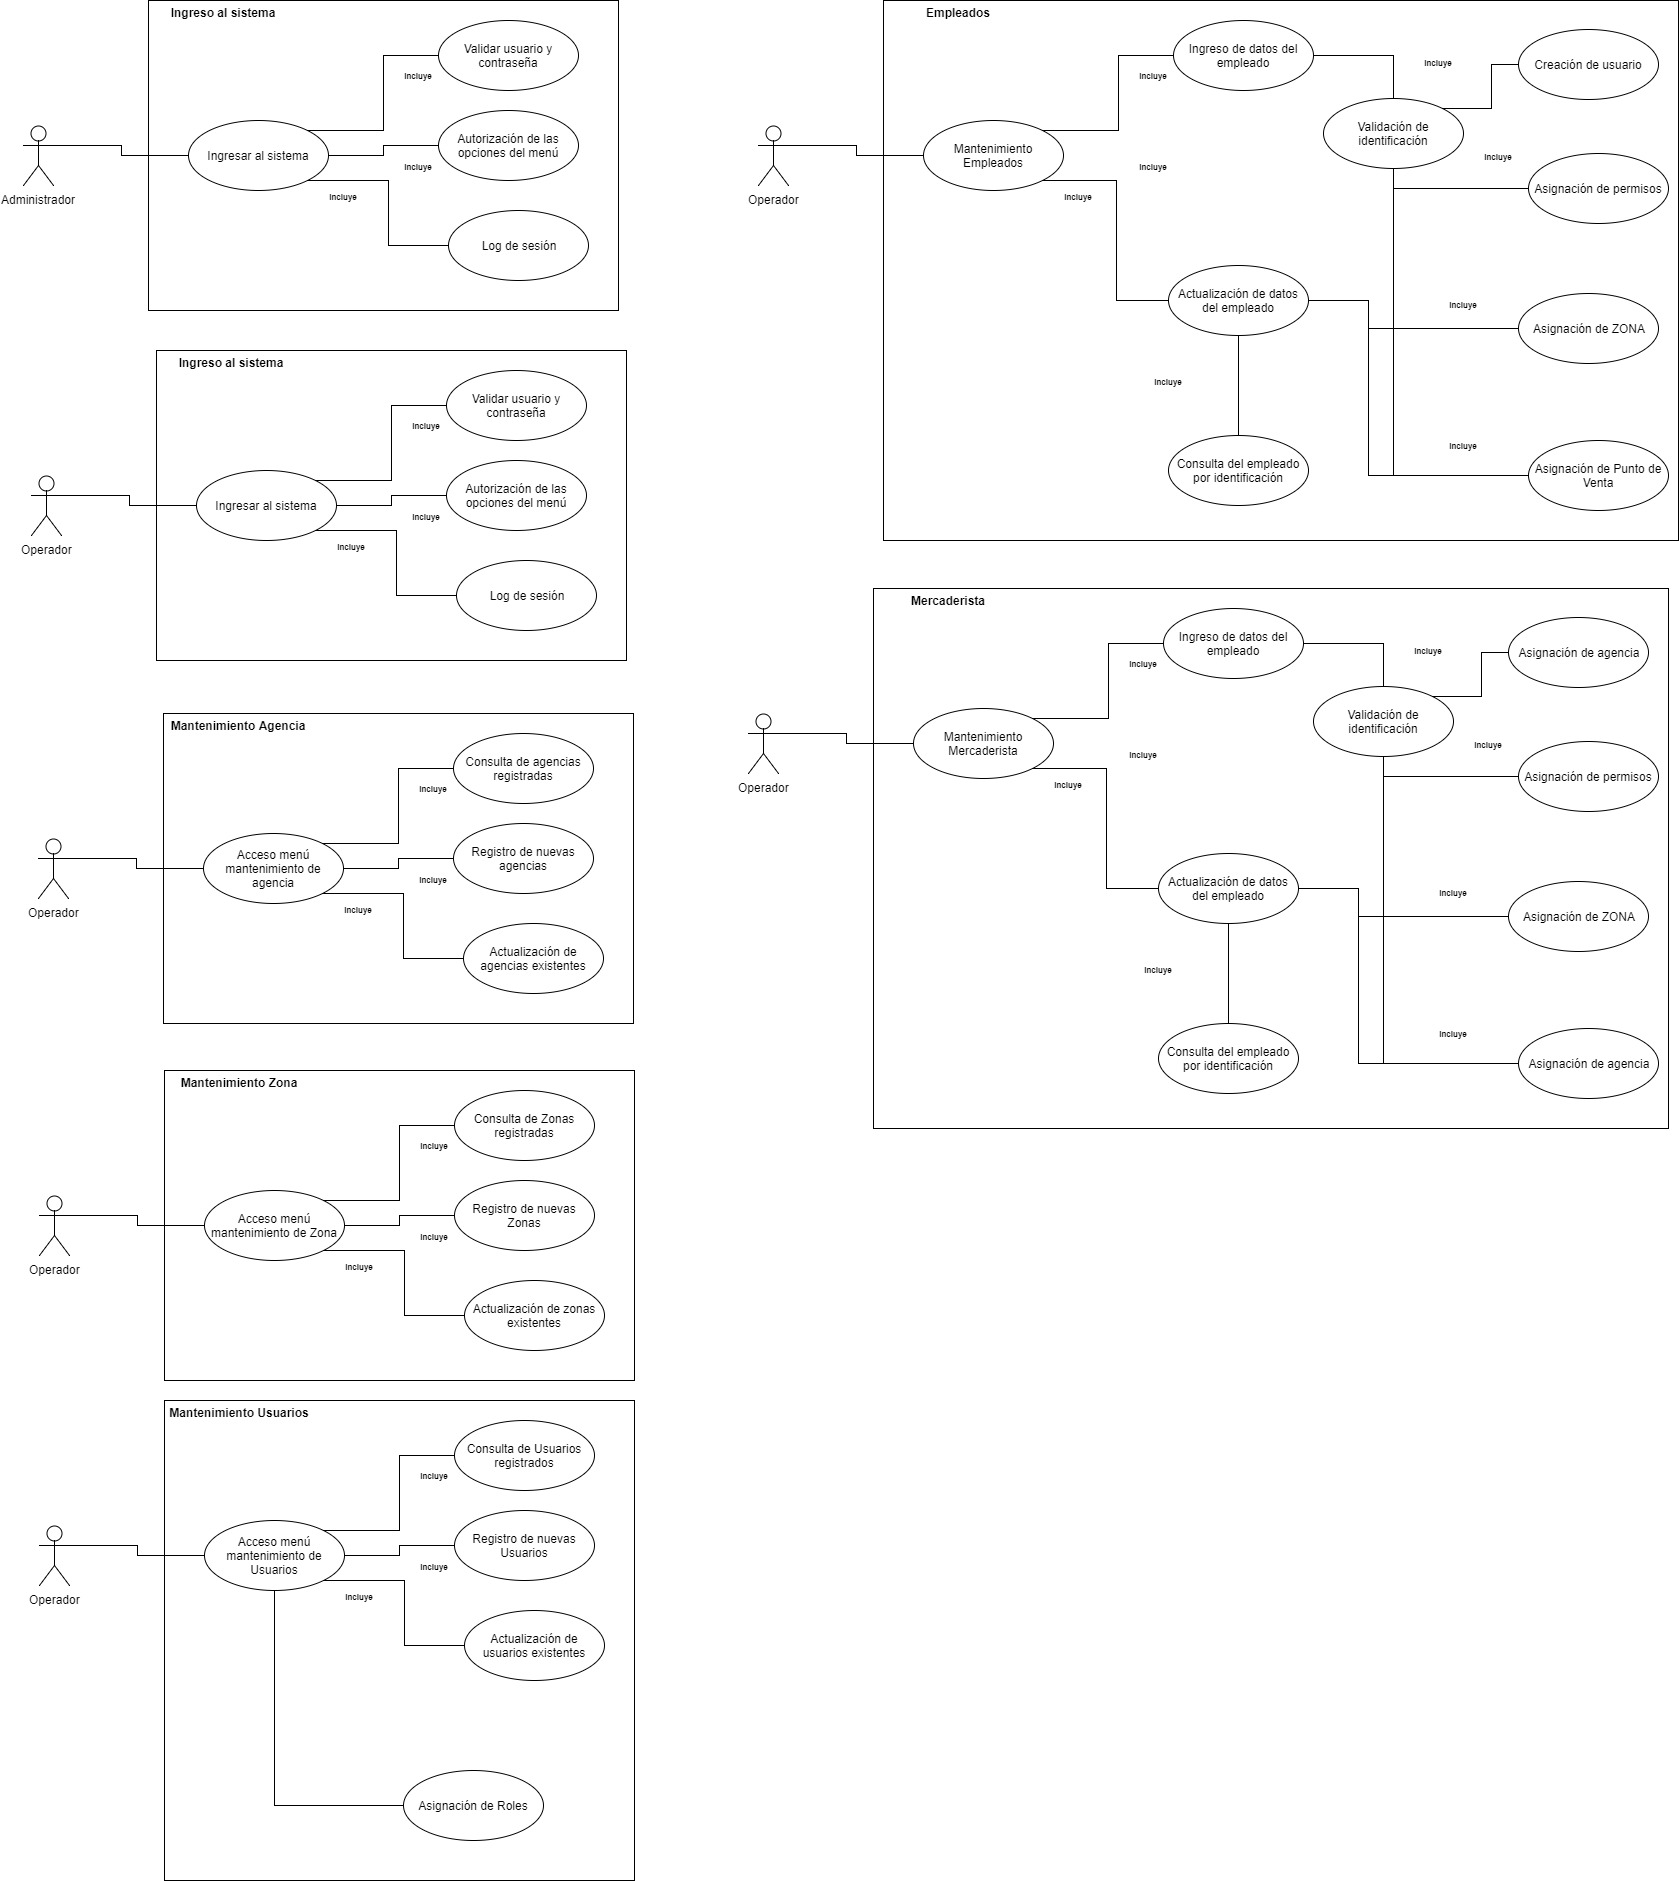 Ingreso al sistema
Validar usuario y
contraseña
Incluye
Autorización de las
opciones del menú
Ingresar al sistema
Incluye
Incluye
Administrador
Log de sesión
Ingreso al sistema
Validar usuario y
contraseña
Incluye
Autorización de las
opciones del menú
Ingresar al sistema
Incluye
Incluye
Operador
Log de sesión
Mantenimiento Agencia
Consulta de agencias
registradas
Incluye
Registro de nuevas
agencias
Acceso menú
mantenimiento de
agencia
Incluye
Incluye
Operador
Actualización de
agencias existentes
Mantenimiento Zona
Consulta de Zonas
registradas
Incluye
Registro de nuevas
Zonas
Acceso menú
mantenimiento de Zona
Incluye
Incluye
Operador
Actualización de zonas
existentes
Mantenimiento Usuarios
Consulta de Usuarios
registrados
Incluye
Registro de nuevas
Usuarios
Acceso menú
mantenimiento de
Usuarios
Incluye
Incluye
Operador
Actualización de
usuarios existentes
Asignación de Roles
Empleados
Ingreso de datos del
empleado
Incluye
Creación de usuario
Incluye
Validación de
identificación
Mantenimiento
Empleados
Incluye
Incluye
Asignación de permisos
Incluye
Operador
Actualización de datos
del empleado
Incluye
Asignación de ZONA
Incluye
Incluye
Consulta del empleado
por identificación
Asignación de Punto de
Venta
Mercaderista
Ingreso de datos del
empleado
Incluye
Asignación de agencia
Incluye
Validación de
identificación
Mantenimiento
Mercaderista
Incluye
Incluye
Asignación de permisos
Incluye
Operador
Actualización de datos
del empleado
Incluye
Asignación de ZONA
Incluye
Incluye
Consulta del empleado
por identificación
Asignación de agencia